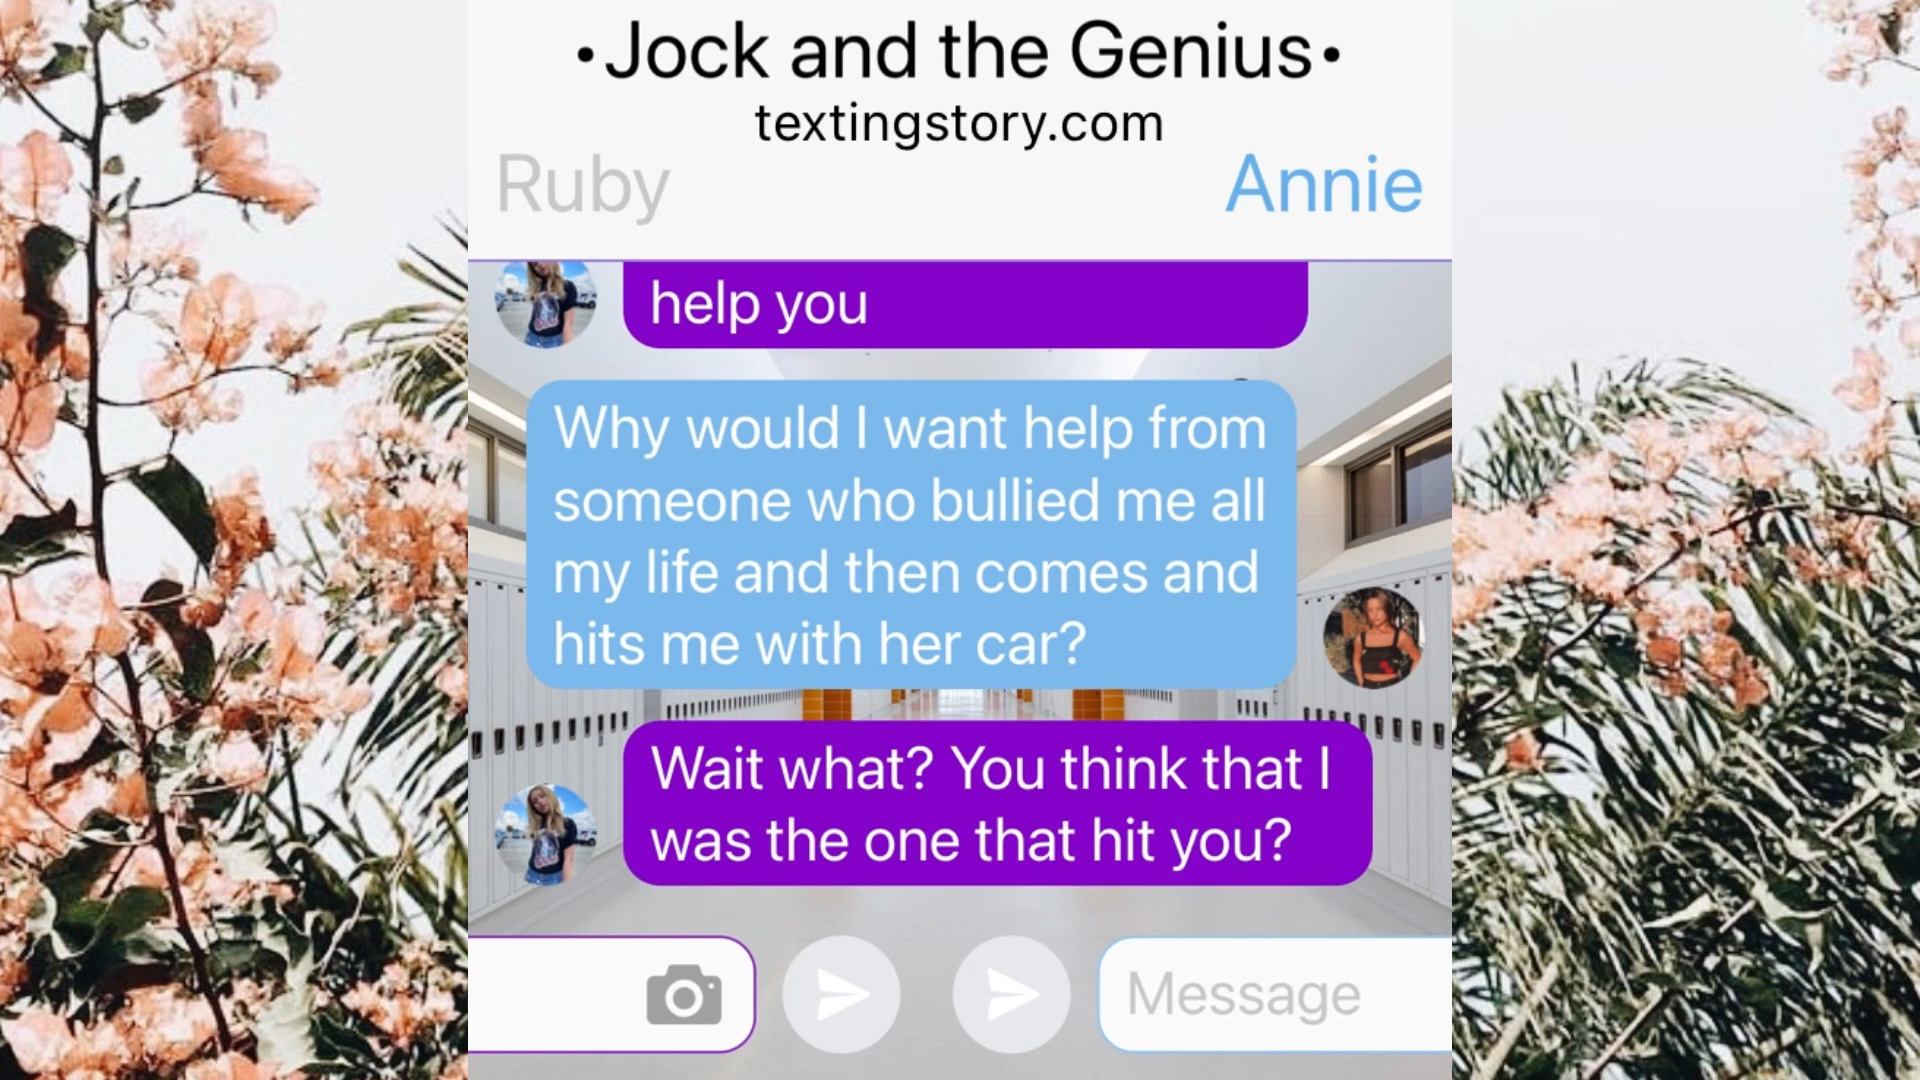 •Jock and the Genius•
textingstory.com
Ruby
Annie
help you
Why would I want help from
someone who bullied me all
my life and then comes and
hits me with her car?
Wait what? You think that I
was the one that hit you?
Message